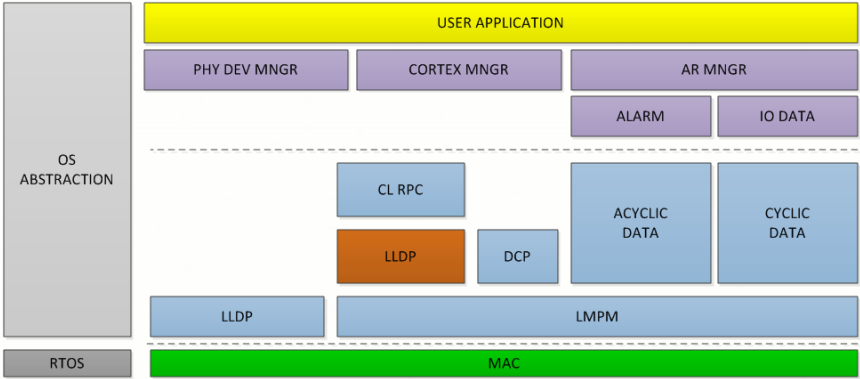 USER APPLICATION
PHY DEV MNGR
CORTEX MNGR
AR MNGR
ALARM
IO DATA
OS
ABSTRACTION
CL RPC
ACYCLIC
DATA
CYCLIC
DATA
LLDP
DCP
LLDP
LMPM
RTOS
MAC